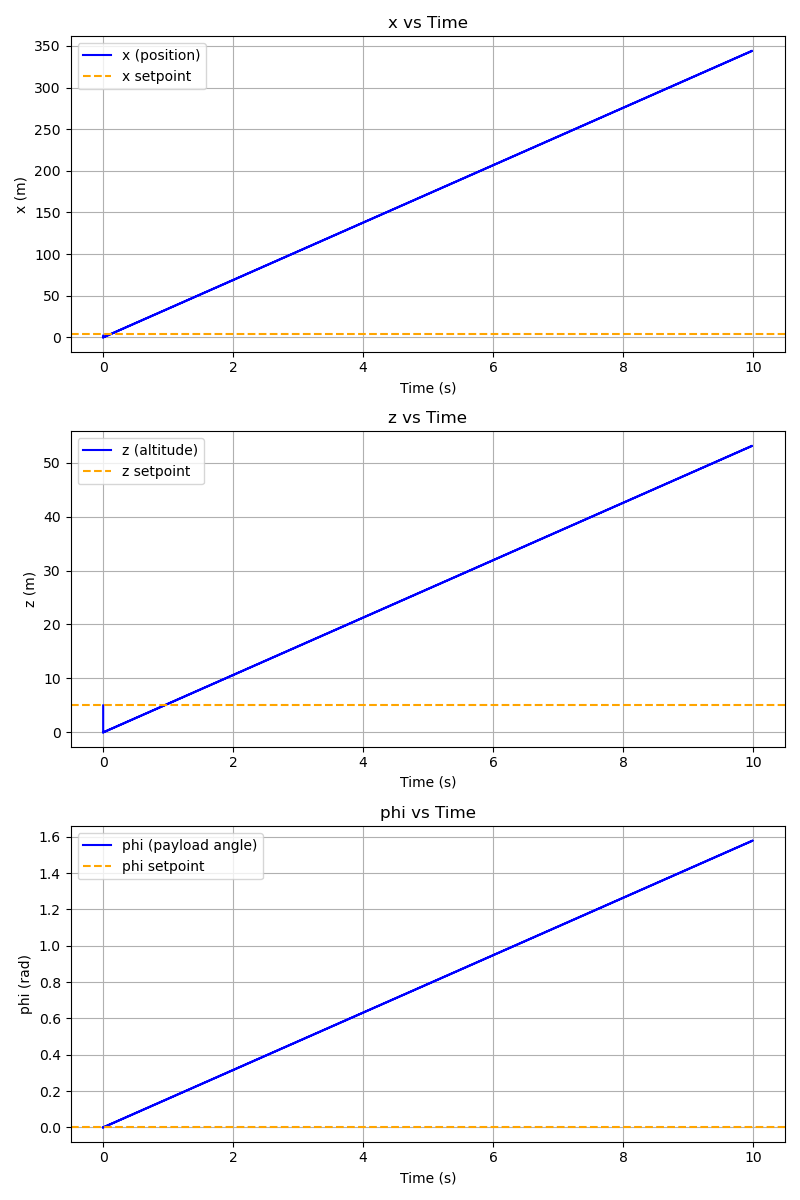 x vs Time
350
300
250
200
150
100
50
0
x (m)
x (position)
x setpoint
0 2 4 6 8 10
Time (s)
z vs Time
50
40
30
20
10
0
z (m)
z (altitude)
z setpoint
0 2 4 6 8 10
Time (s)
phi vs Time
1.6
1.4
1.2
1.0
0.8
0.6
0.4
0.2
0.0
phi (rad)
phi (payload angle)
phi setpoint
0 2 4 6 8 10
Time (s)